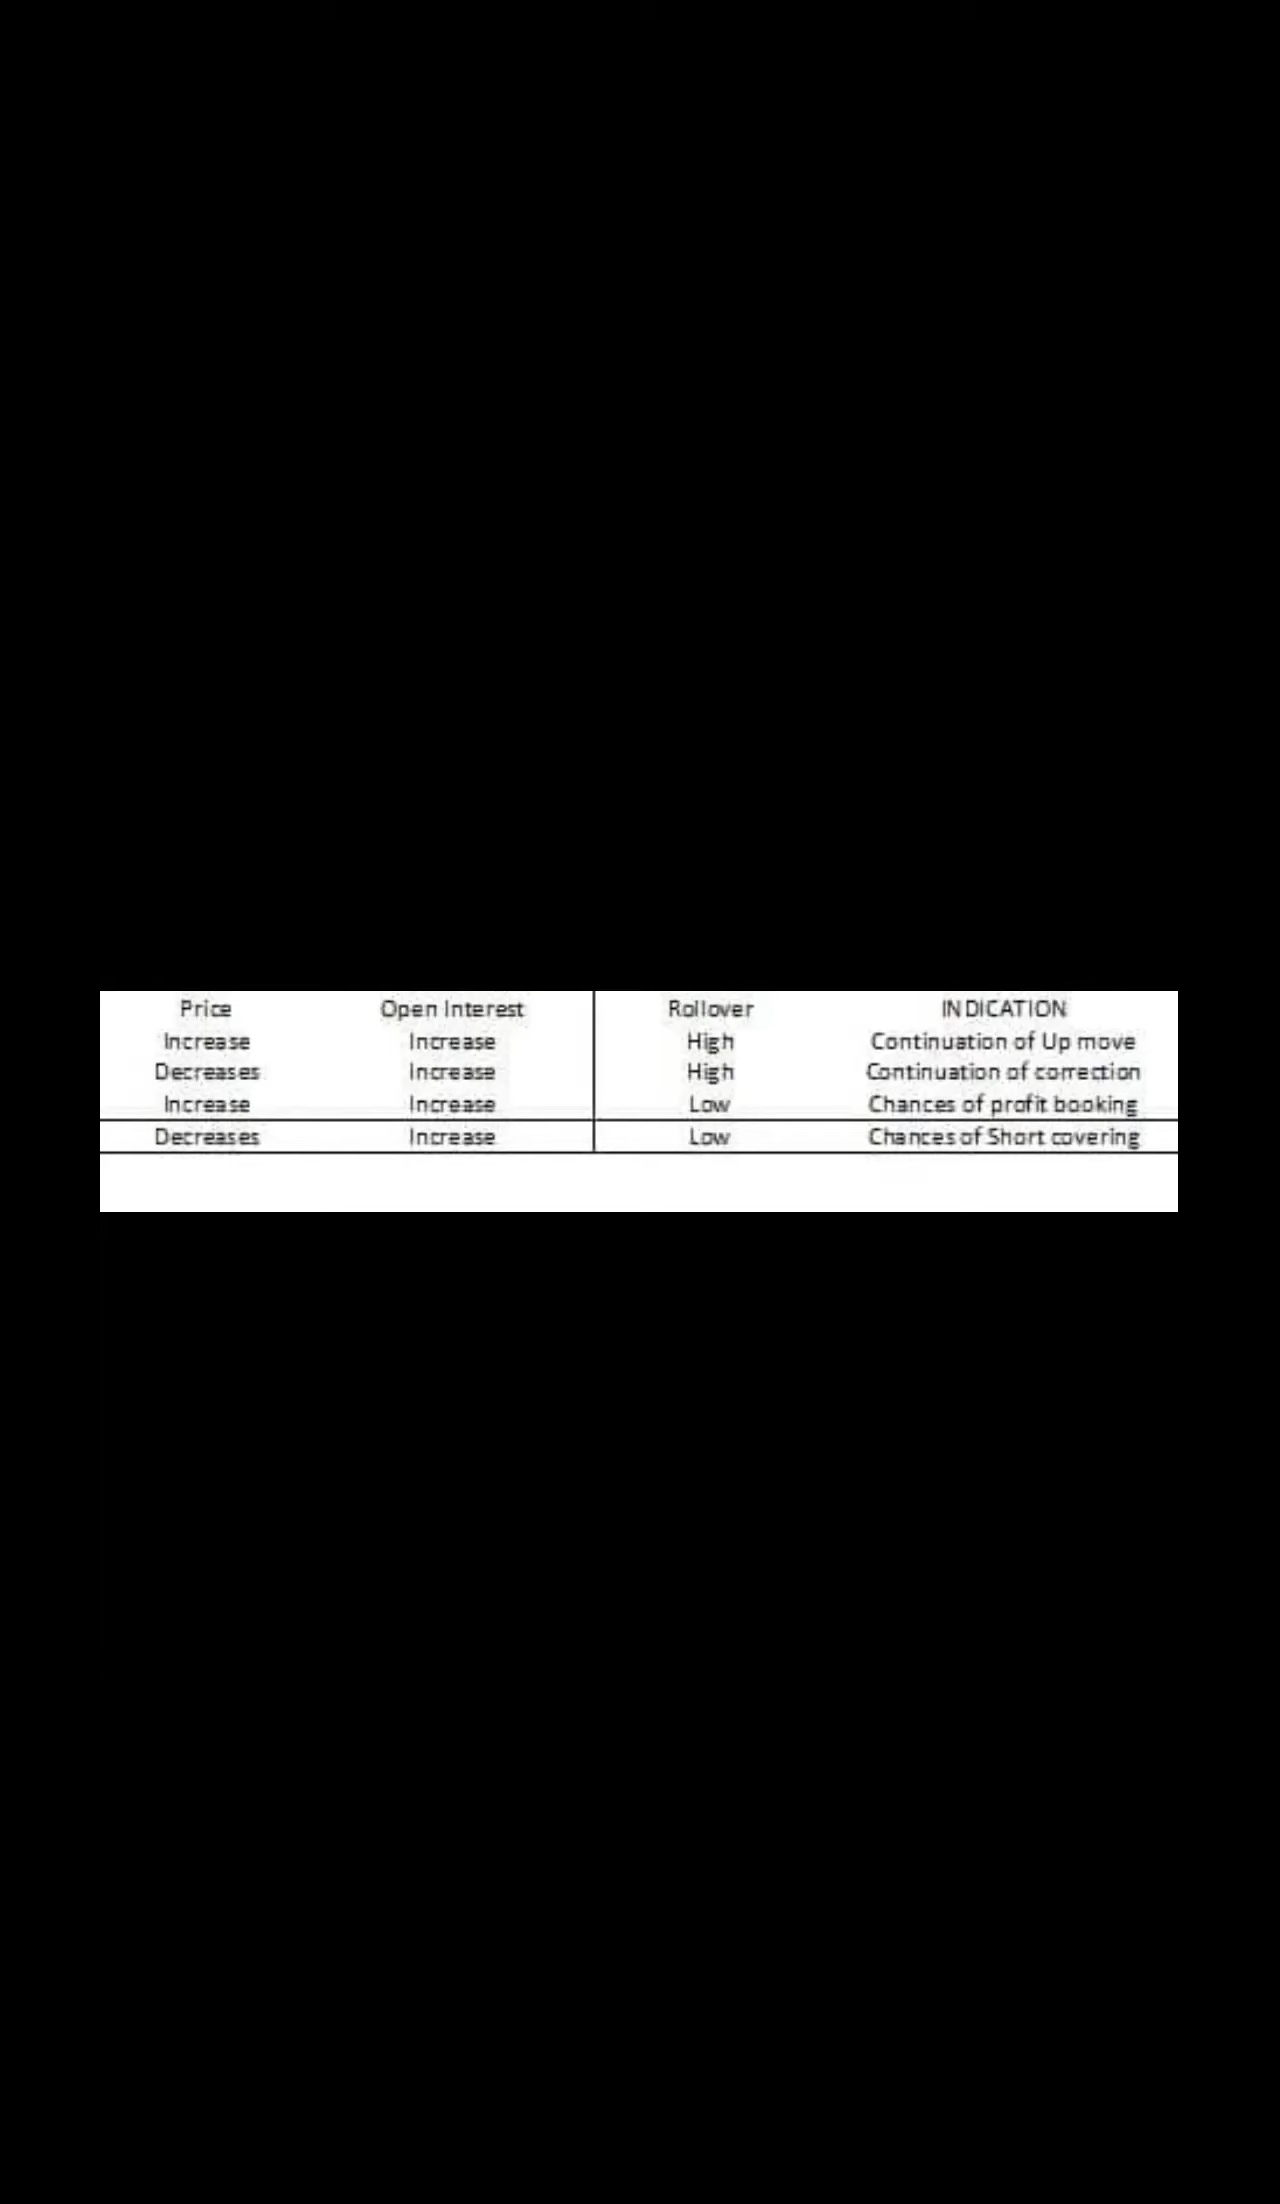 Price Open Interest Rollover INDICATION
Increase Increase High Continuation of Up move
Decreases Increase High Continuation of correction
Increase Increase Low Chances of profit booking
Decreases Increase Low Chances of Short covering